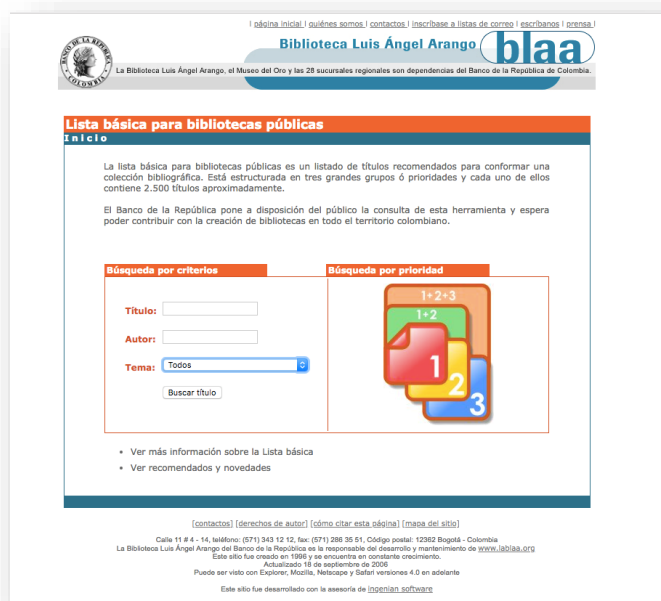 | página inicial | quiénes somos | contactos | inscríbase a listas de correo | escríbanos | prensa |
BANCO DE LA REPUBLICA
COLOMBIA
Biblioteca Luis Ángel Arango
blaa
La Biblioteca Luis Ángel Arango, el Museo del Oro y las 28 sucursales regionales son dependencias del Banco de la República de Colombia.
Lista básica para bibliotecas públicas
Inicio
La lista básica para bibliotecas públicas es un listado de títulos recomendados para conformar una
colección bibliográfica. Está estructurada en tres grandes grupos ó prioridades y cada uno de ellos
contiene 2.500 títulos aproximadamente.
El Banco de la República pone a disposición del público la consulta de esta herramienta y espera
poder contribuir con la creación de bibliotecas en todo el territorio colombiano.
Búsqueda por criterios
Título:
Autor:
Tema: Todos
Buscar título
Búsqueda por prioridad
1+2+3
1+2
1
2
3
• Ver más información sobre la Lista básica
• Ver recomendados y novedades
[contactos] [derechos de autor] [cómo citar esta página] [mapa del sitio]
Calle 11 # 4 - 14, teléfono: (571) 343 12 12, fax: (571) 286 35 51, Código postal: 12362 Bogotá - Colombia
La Biblioteca Luis Ángel Arango del Banco de la República es la responsable del desarrollo y mantenimiento de www.lablaa.org
Este sitio fue creado en 1996 y se encuentra en constante crecimiento.
Actualizado 18 de septiembre de 2006
Puede ser visto con Explorer, Mozilla, Netscape y Safari versiones 4.0 en adelante
Este sitio fue desarrollado con la asesoría de ingenian software